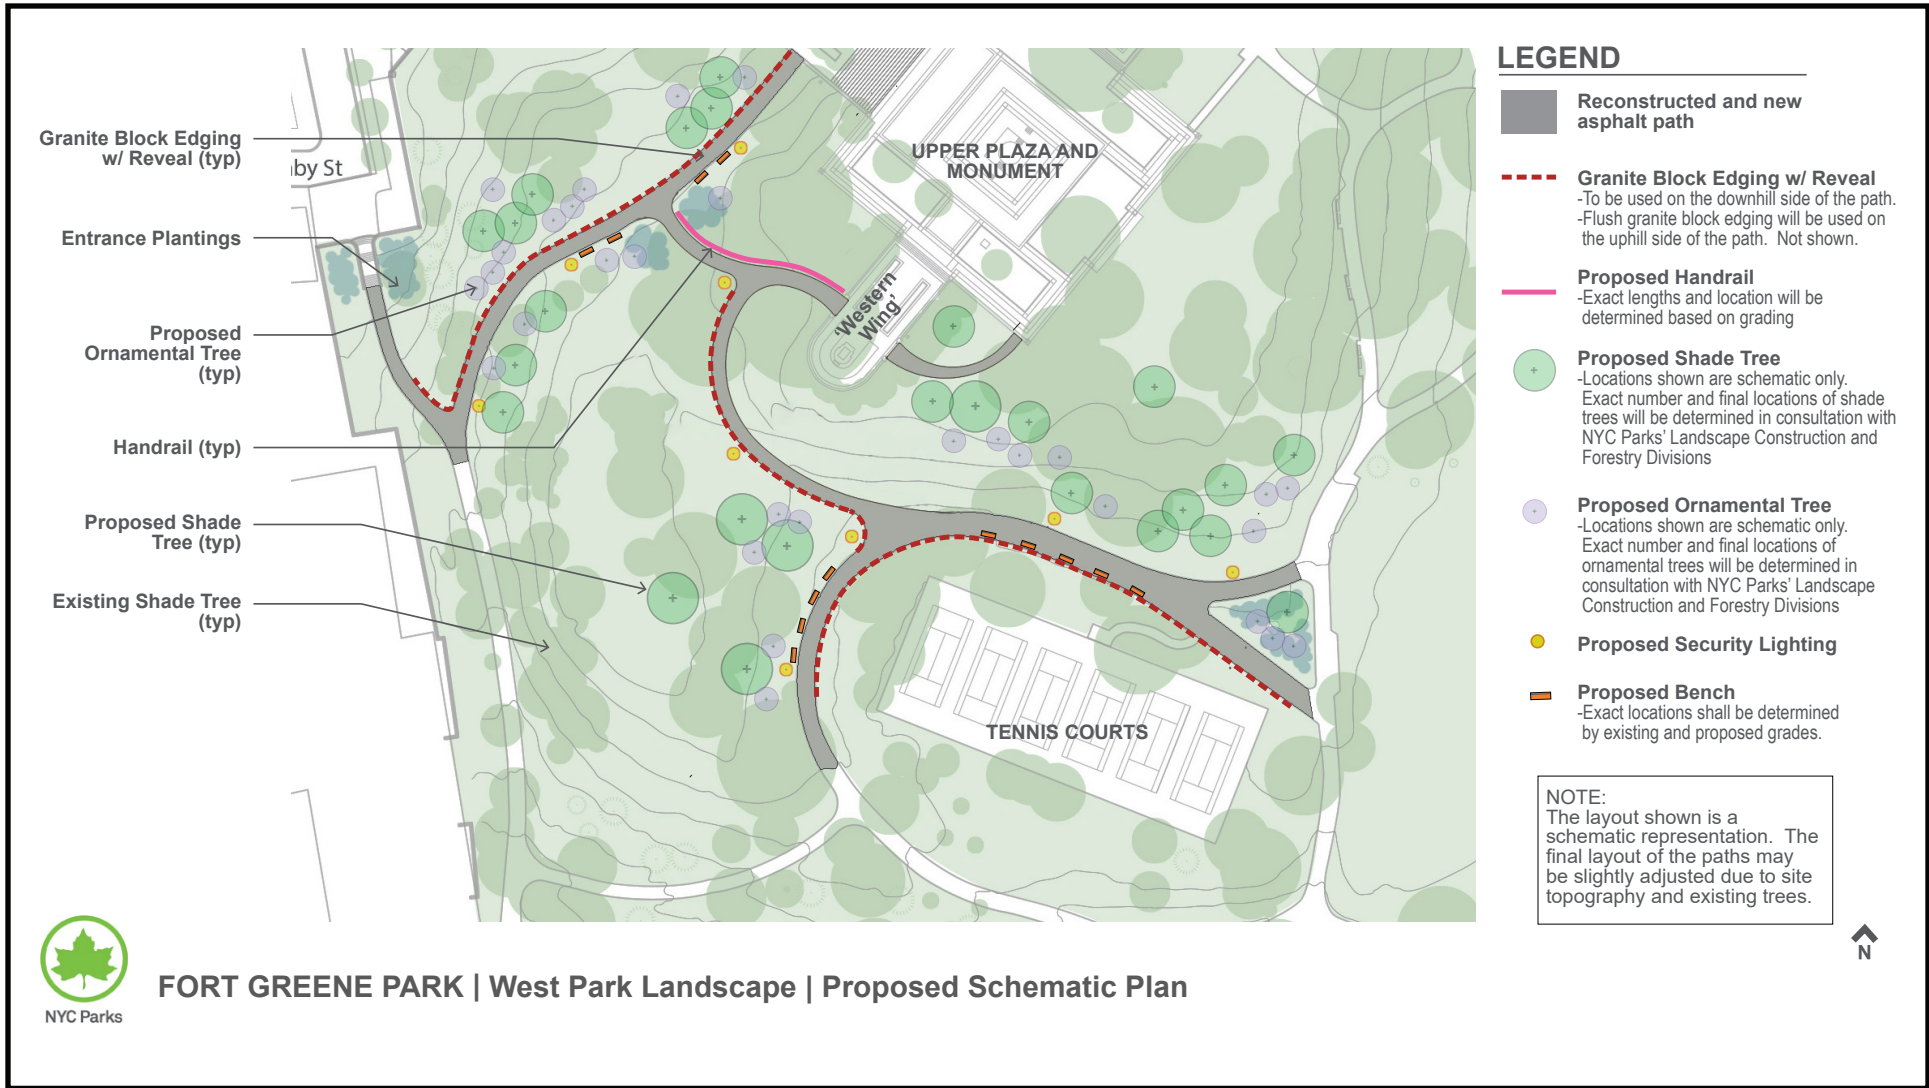 Granite Block Edging
w/ Reveal (typ)
by St
Entrance Plantings
Proposed
Ornamental Tree
(typ)
Handrail (typ)
Proposed Shade
Tree (typ)
Existing Shade Tree
(typ)
UPPER PLAZA AND
MONUMENT
'Western
Wing'
TENNIS COURTS
LEGEND
Reconstructed and new
asphalt path
Granite Block Edging w/ Reveal
-To be used on the downhill side of the path.
-Flush granite block edging will be used on
the uphill side of the path.  Not shown.
Proposed Handrail
-Exact lengths and location will be
determined based on grading
Proposed Shade Tree
-Locations shown are schematic only.
Exact number and final locations of shade
trees will be determined in consultation with
NYC Parks' Landscape Construction and
Forestry Divisions
Proposed Ornamental Tree
-Locations shown are schematic only.
Exact number and final locations of
ornamental trees will be determined in
consultation with NYC Parks' Landscape
Construction and Forestry Divisions
Proposed Security Lighting
Proposed Bench
-Exact locations shall be determined
by existing and proposed grades.
NOTE:
The layout shown is a
schematic representation.  The
final layout of the paths may
be slightly adjusted due to site
topography and existing trees.
N
NYC Parks
FORT GREENE PARK | West Park Landscape | Proposed Schematic Plan